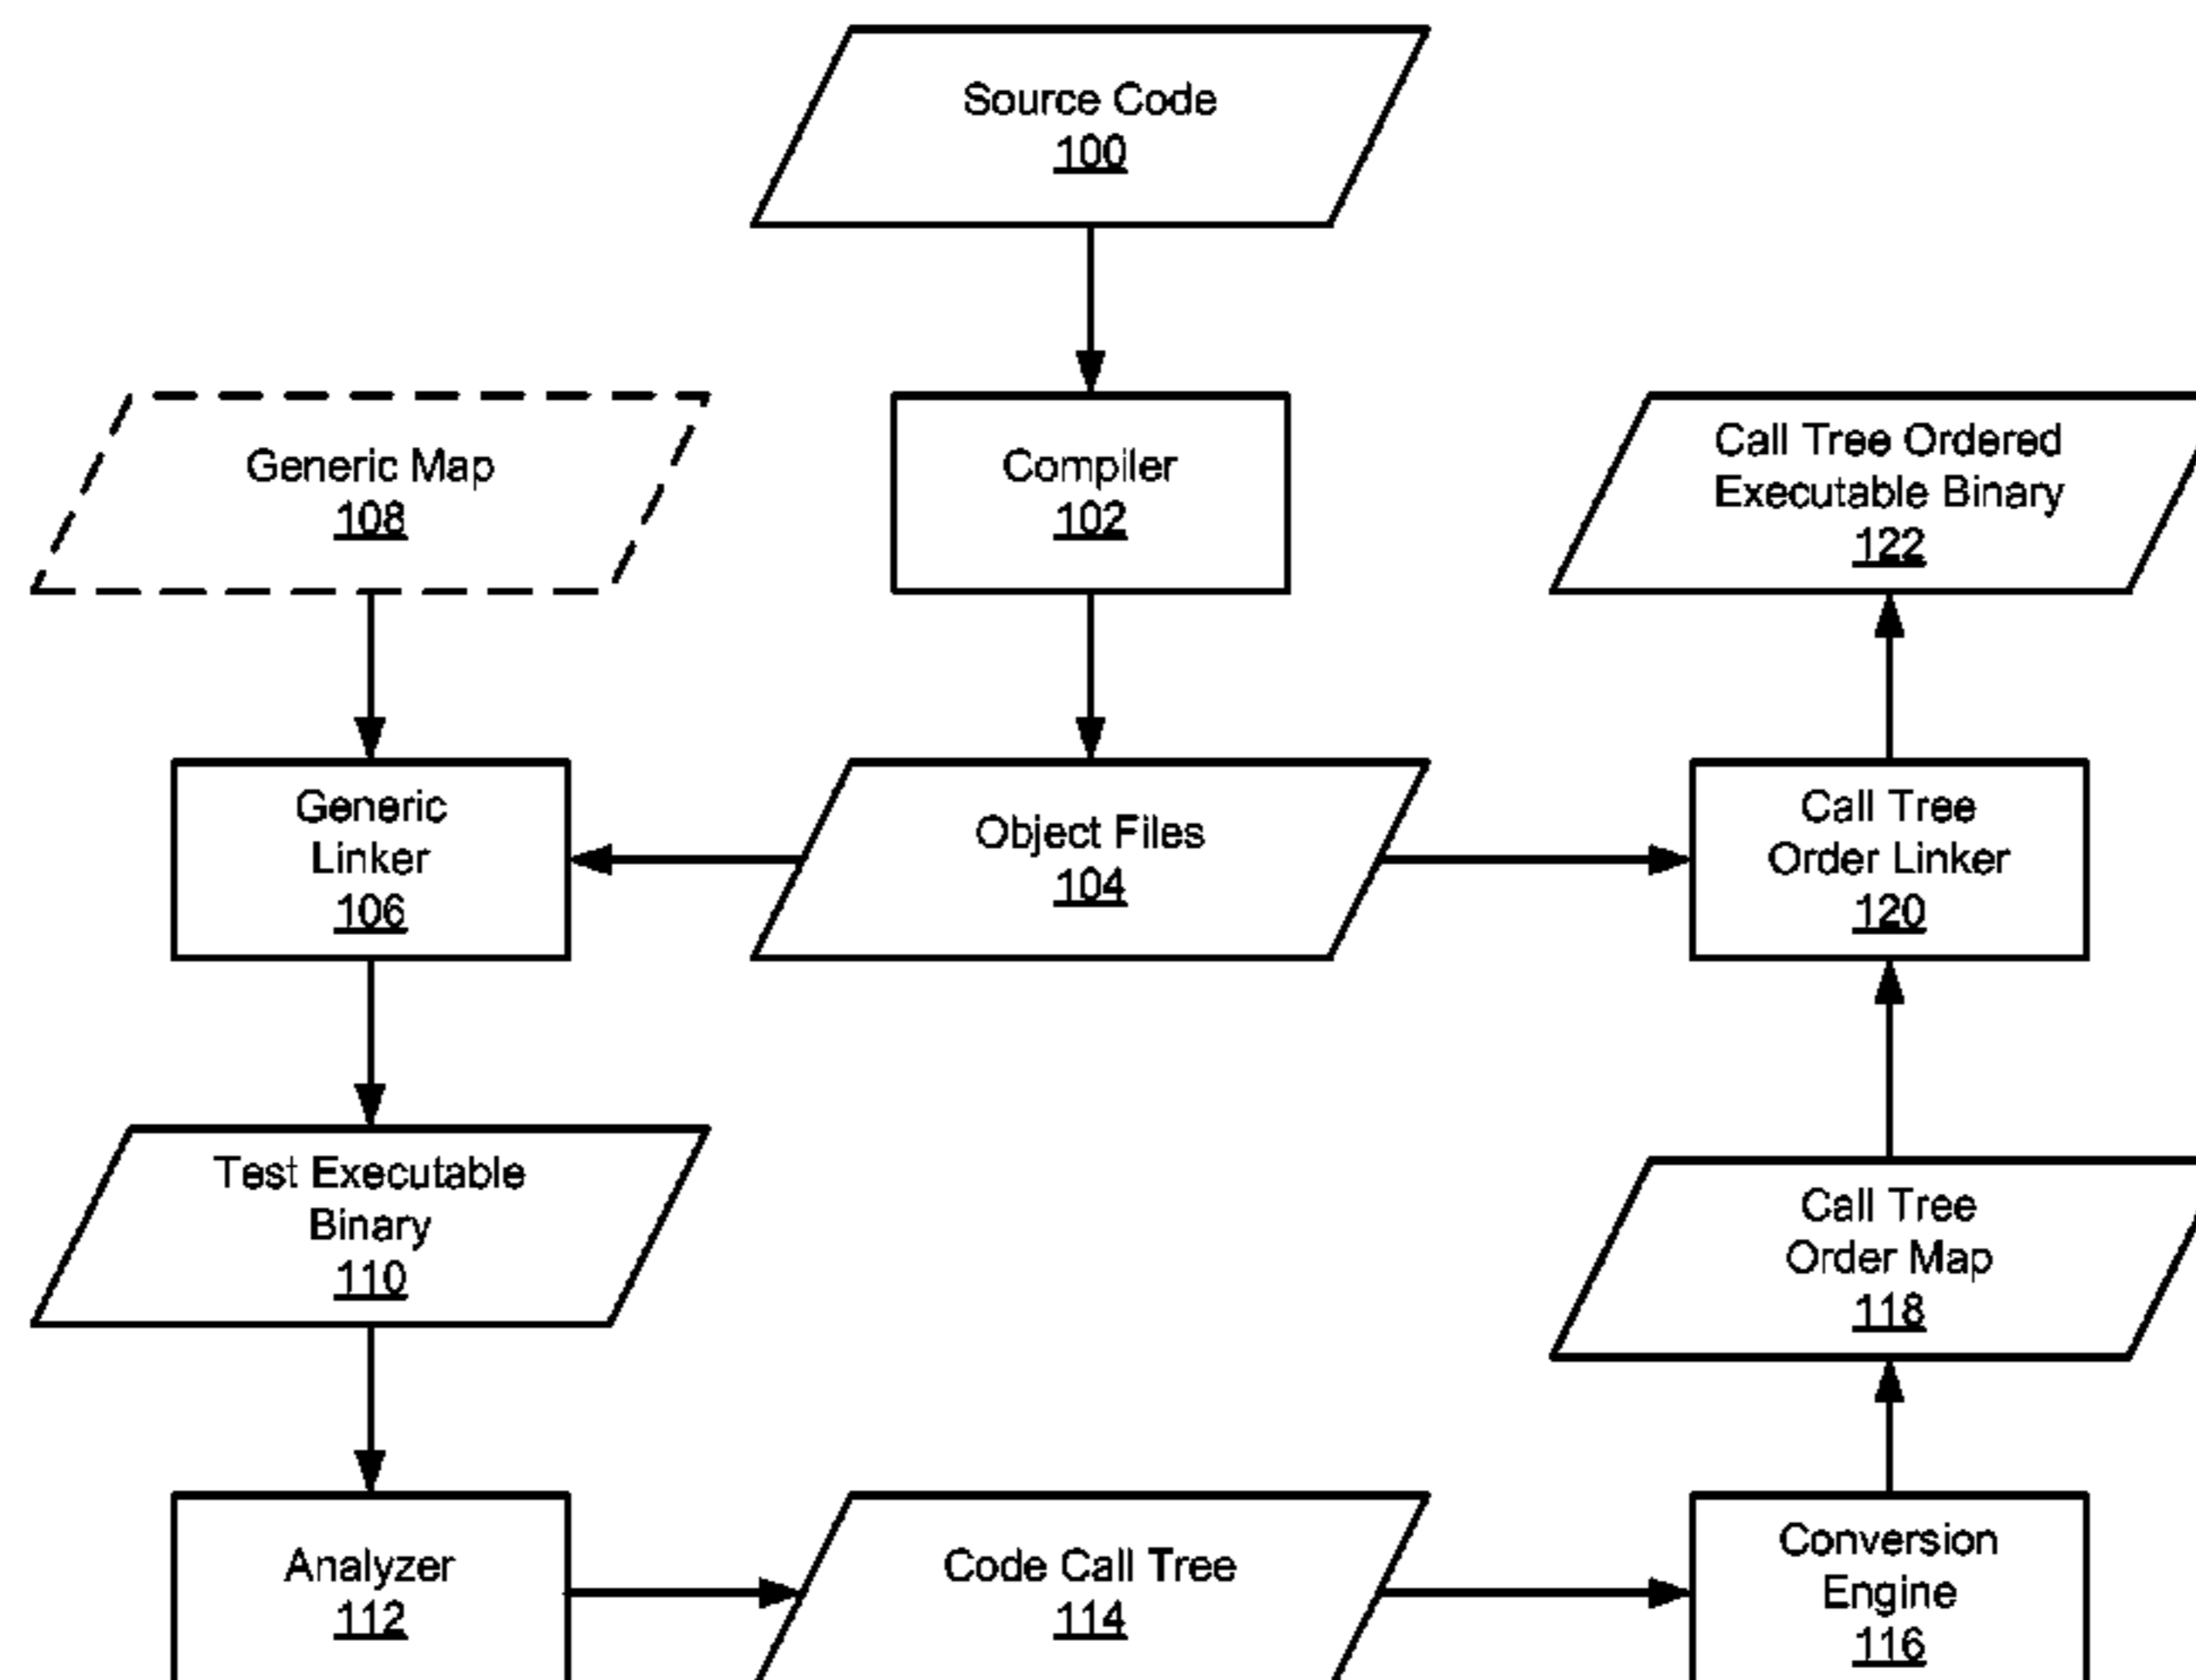 Source Code
100
Generic Map
108
Compiler
102
Call Tree Ordered
Executable Binary
122
Generic
Linker
106
Object Files
104
Call Tree
Order Linker
120
Test Executable
Binary
110
Call Tree
Order Map
118
Analyzer
112
Code Call Tree
114
Conversion
Engine
116